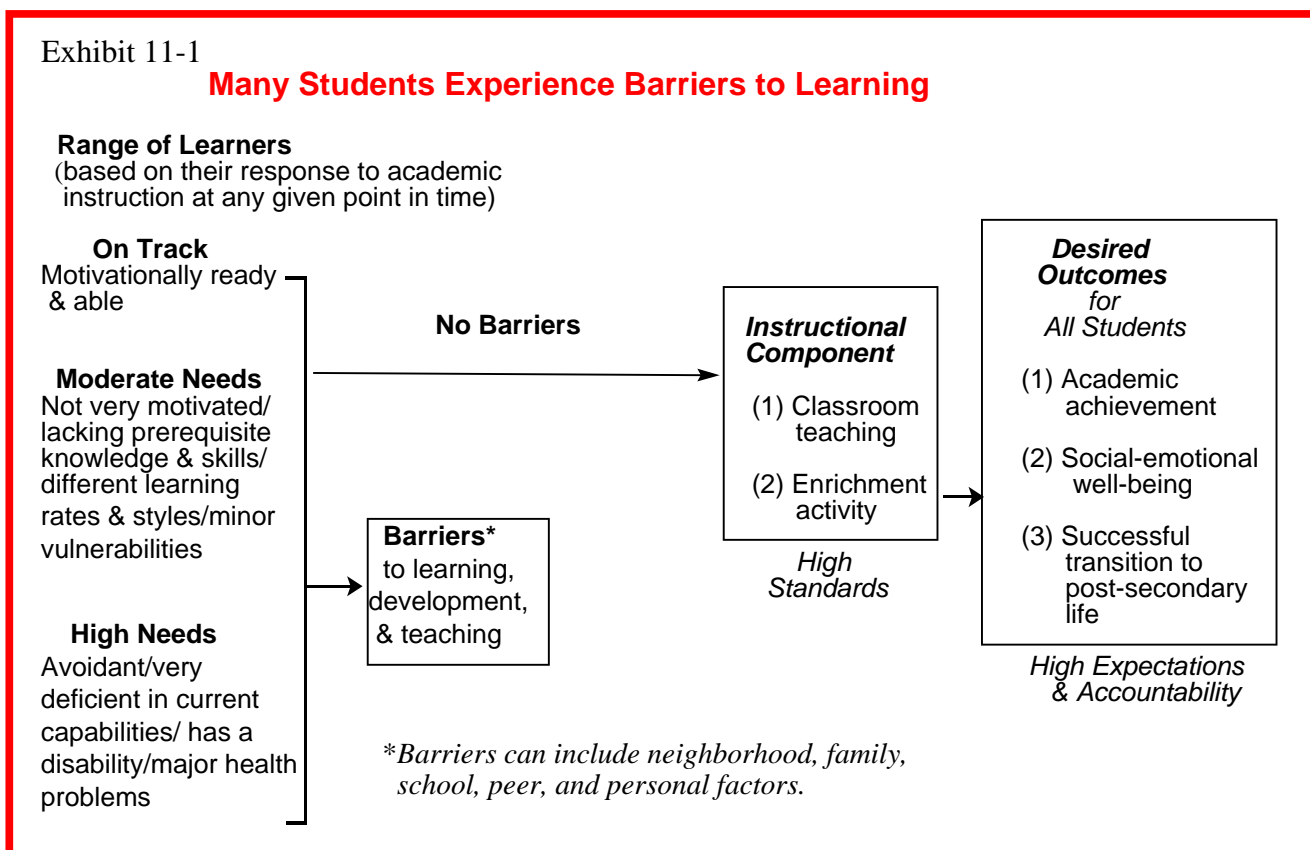 Exhibit 11-1
Many Students Experience Barriers to Learning
Range of Learners
(based on their response to academic
instruction at any given point in time)
On Track
Motivationally ready
& able
Moderate Needs
Not very motivated/
lacking prerequisite
knowledge & skills/
different learning
rates & styles/minor
vulnerabilities
High Needs
Avoidant/very
deficient in current
capabilities/ has a
disability/major health
problems
No Barriers
Barriers*
to learning,
development,
& teaching
*Barriers can include neighborhood, family,
school, peer, and personal factors.
Instructional
Component
(1) Classroom
teaching
(2) Enrichment
activity
High
Standards
Desired
Outcomes
for
All Students
(1) Academic
achievement
(2) Social-emotional
well-being
(3) Successful
transition to
post-secondary
life
High Expectations
& Accountability